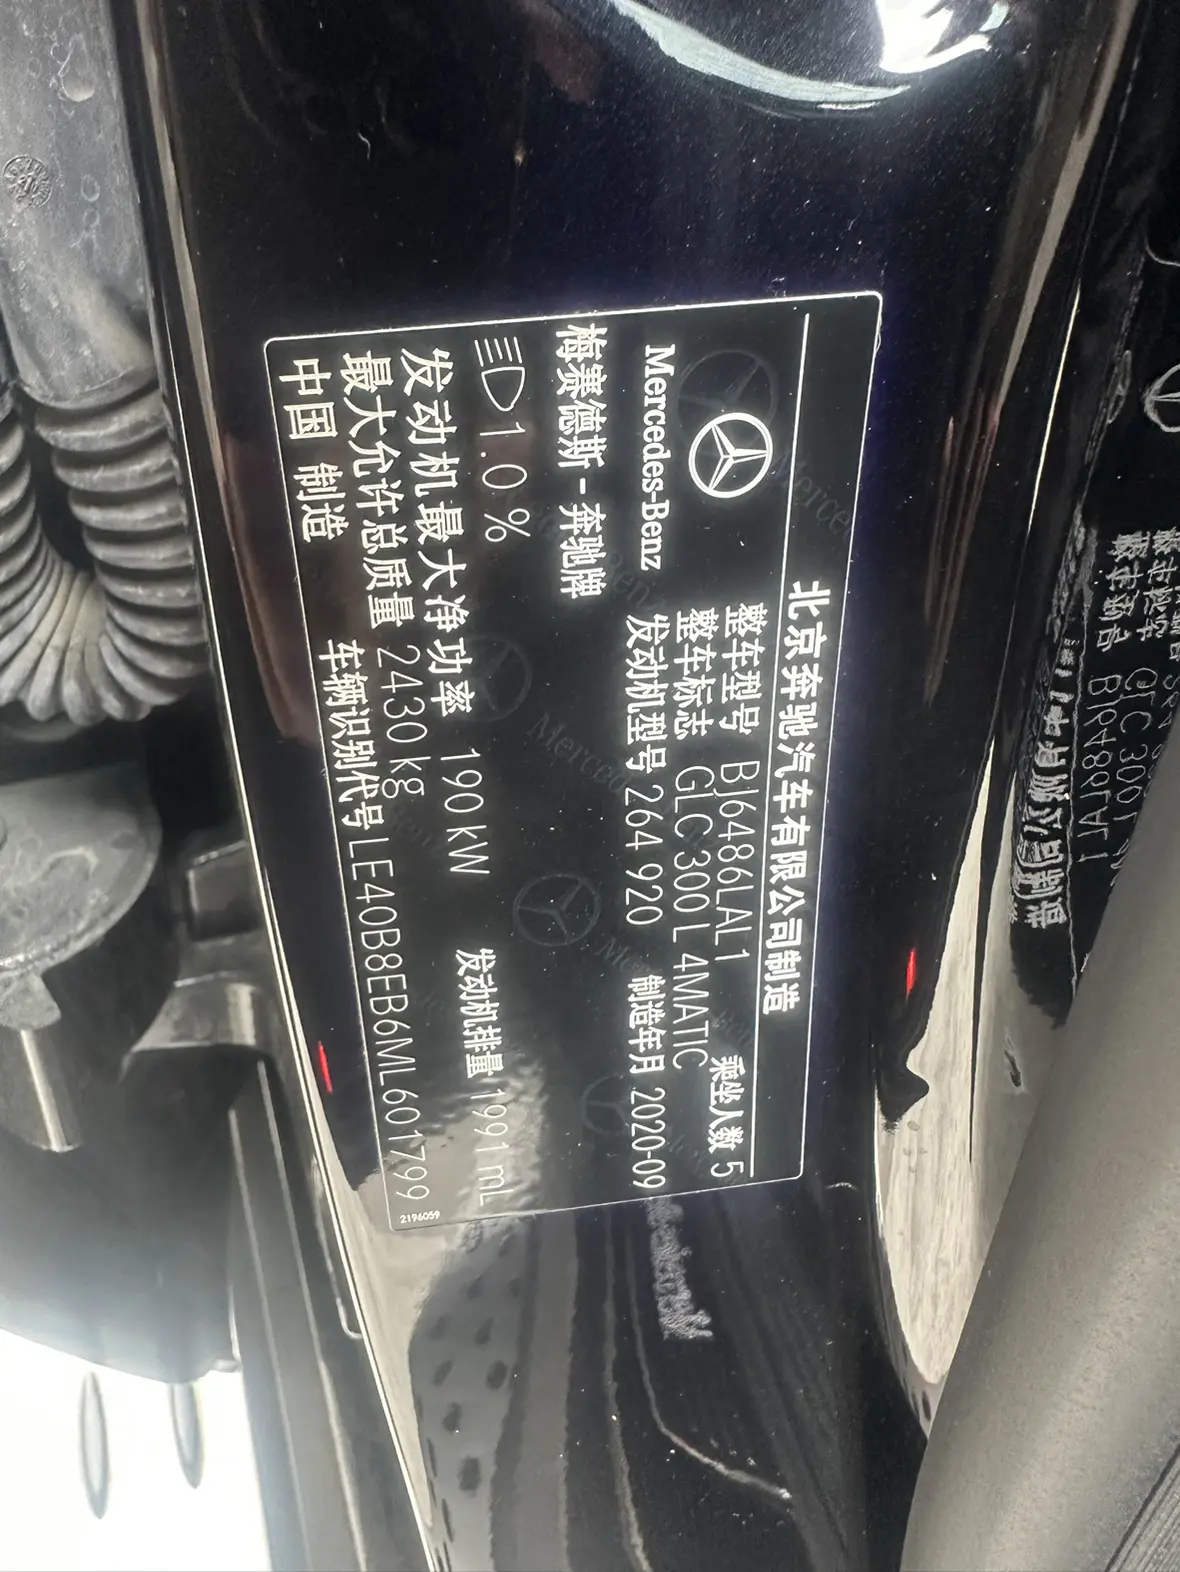 北京奔驰汽车有限公司制造
Mercedes-Benz
整车型号 BJ6486LAL1 乘坐人数 5
整车标志 GLC 300 L 4MATIC
发动机型号 264 920 制造年月 2020-09
梅赛德斯-奔驰牌
1.0%
发动机最大净功率 190 kW 发动机排量 1991 mL
最大允许总质量 2430 kg
车辆识别代号 LE40B8EB6ML601799
中国 制造
2196059